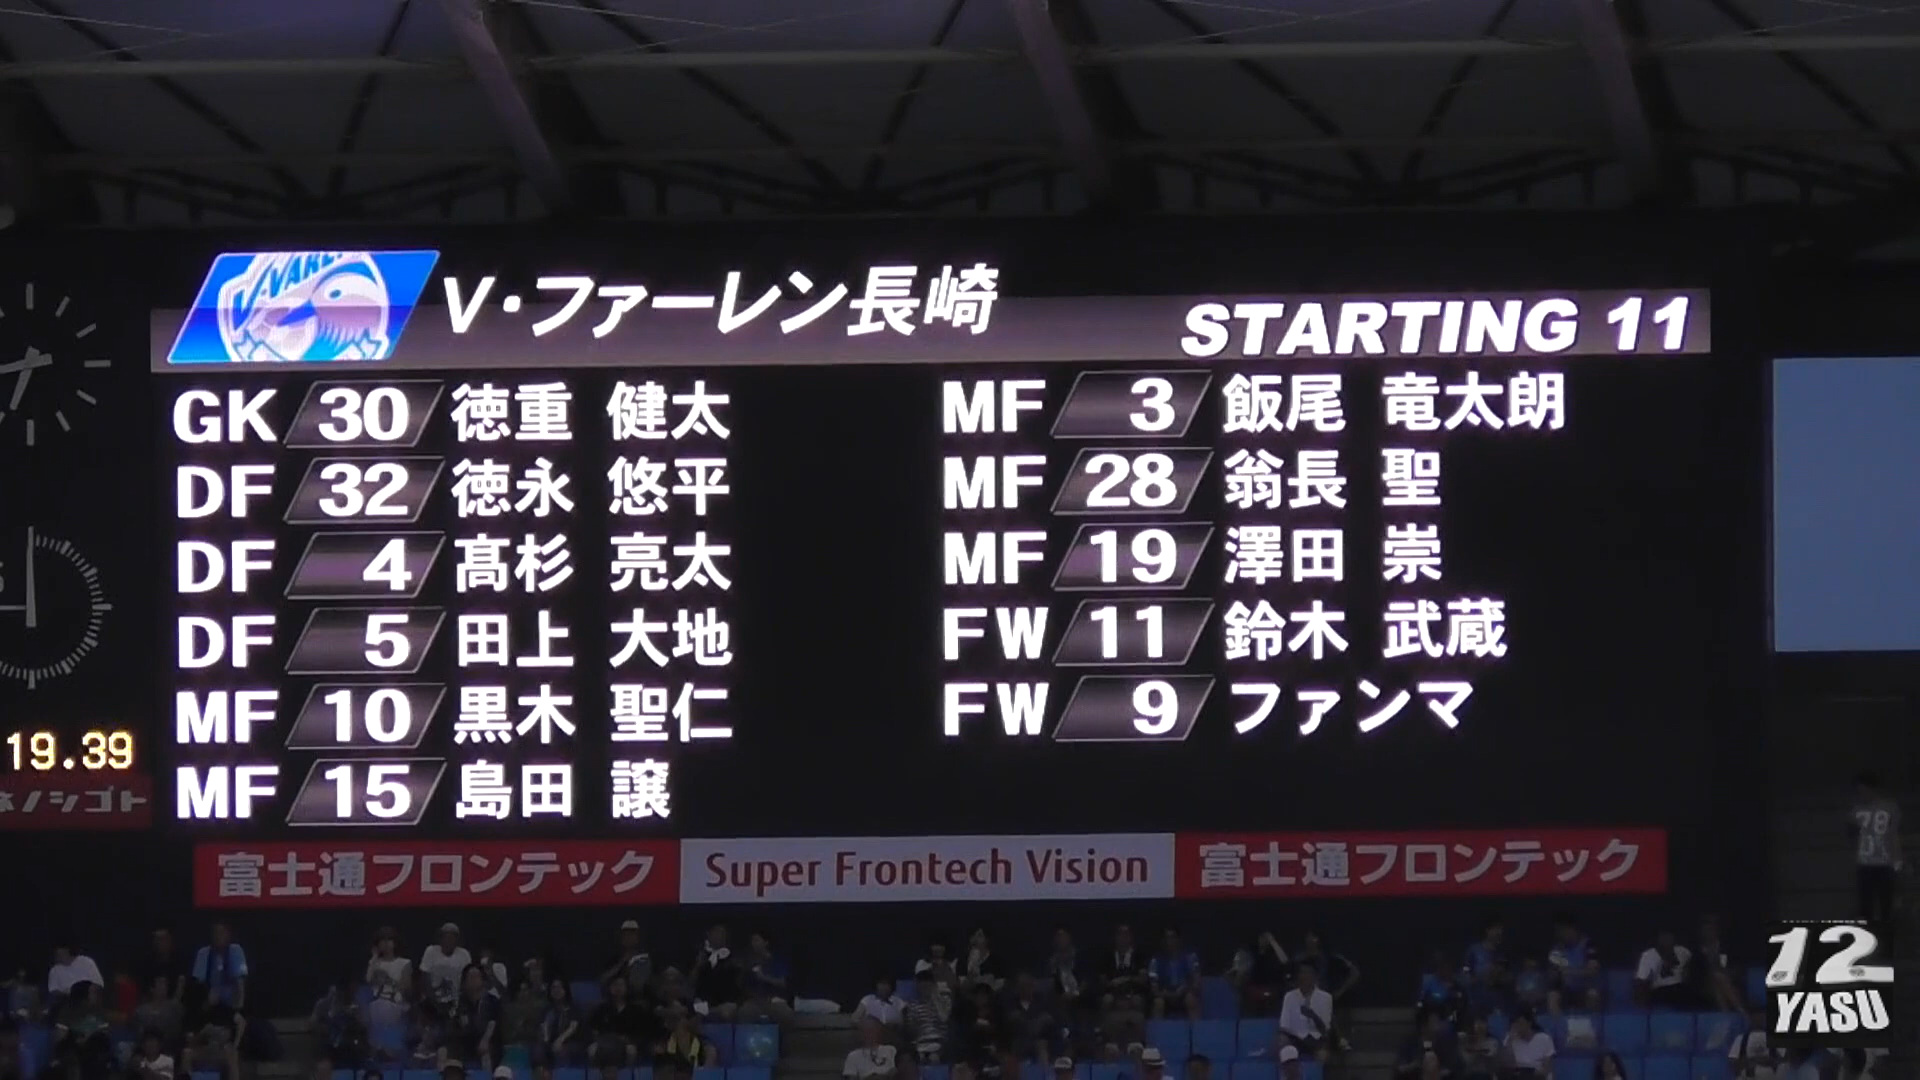 V・ファーレン長崎
STARTING 11
GK 30 徳重 健太
DF 32 徳永 悠平
DF 4 髙杉 亮太
DF 5 田上 大地
MF 10 黒木 聖仁
MF 15 島田 譲
MF 3 飯尾 竜太朗
MF 28 翁長 聖
MF 19 澤田 崇
FW 11 鈴木 武蔵
FW 9 ファンマ
19.39
ノシゴト
富士通フロンテック Super Frontech Vision 富士通フロンテック
12
YASU